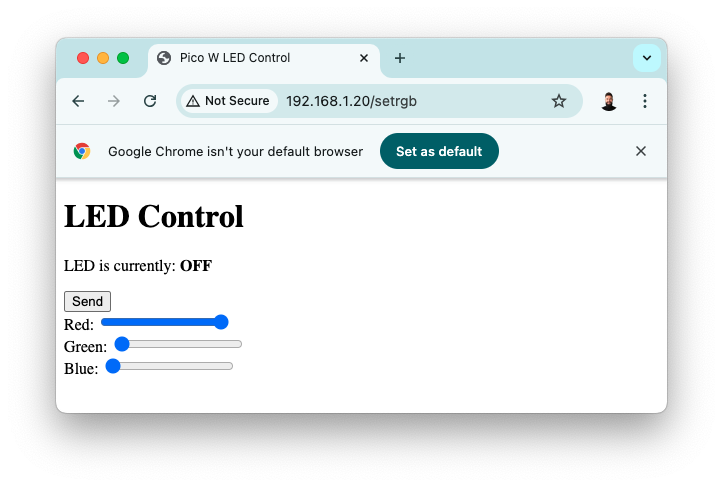 Pico W LED Control
Not Secure 192.168.1.20/setrgb
Google Chrome isn't your default browser Set as default
LED Control
LED is currently: OFF
Send
Red:
Green:
Blue: